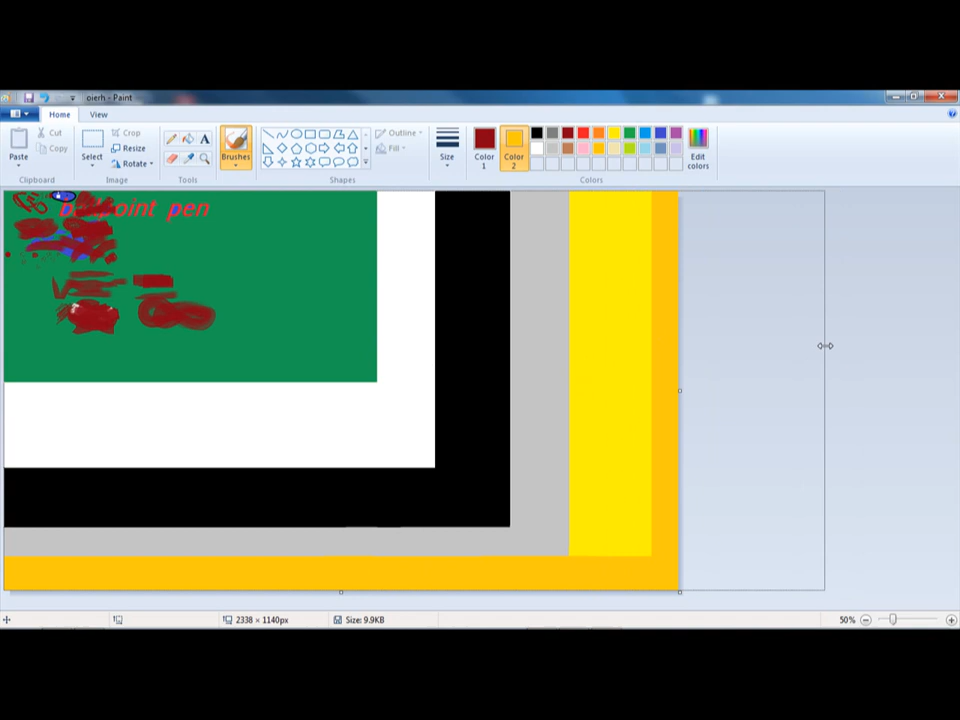 oierh - Paint
Home View
Paste
Cut
Copy
Clipboard
Select
Crop
Resize
Rotate
Image
A
Tools
Brushes
Outline
Fill
Shapes
Size
Color 1
Color 2
Edit colors
Colors
point pen
2338 × 1140px
Size: 9.9KB
50%